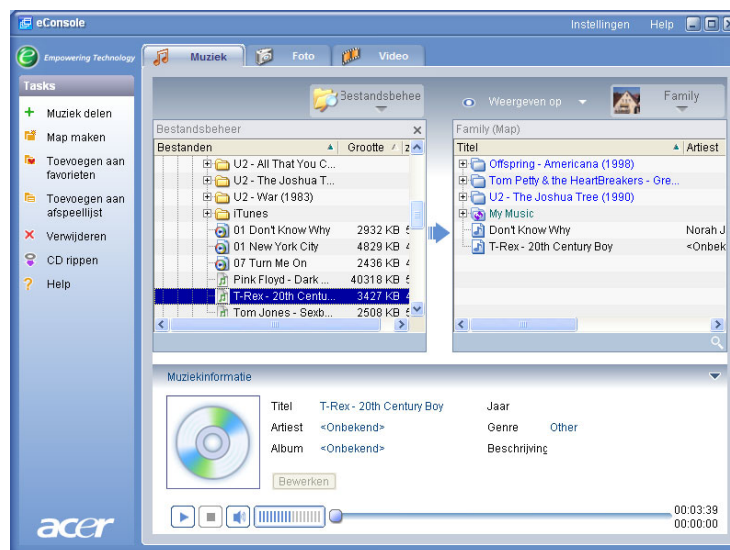 eConsole
Instellingen Help
Empowering Technology
Muziek Foto Video
Tasks
Muziek delen
Map maken
Toevoegen aan
favorieten
Toevoegen aan
afspeellijst
Verwijderen
CD rippen
Help
Bestandsbehee
Bestandsbeheer
Bestanden Grootte
U2 - All That You C...
U2 - The Joshua T...
U2 - War (1983)
iTunes
01 Don't Know Why 2932 KB
01 New York City 4829 KB
07 Turn Me On 2436 KB
Pink Floyd - Dark ... 40318 KB
T-Rex - 20th Centu... 3427 KB
Tom Jones - Sexb... 2508 KB
Weergeven op Family
Family (Map)
Titel Artiest
Offspring - Americana (1998)
Tom Petty & the HeartBreakers - Gre...
U2 - The Joshua Tree (1990)
My Music
Don't Know Why Norah J
T-Rex - 20th Century Boy <Onbek
Muziekinformatie
Titel T-Rex - 20th Century Boy Jaar
Artiest <Onbekend> Genre Other
Album <Onbekend> Beschrijving
Bewerken
00:03:39
00:00:00
acer